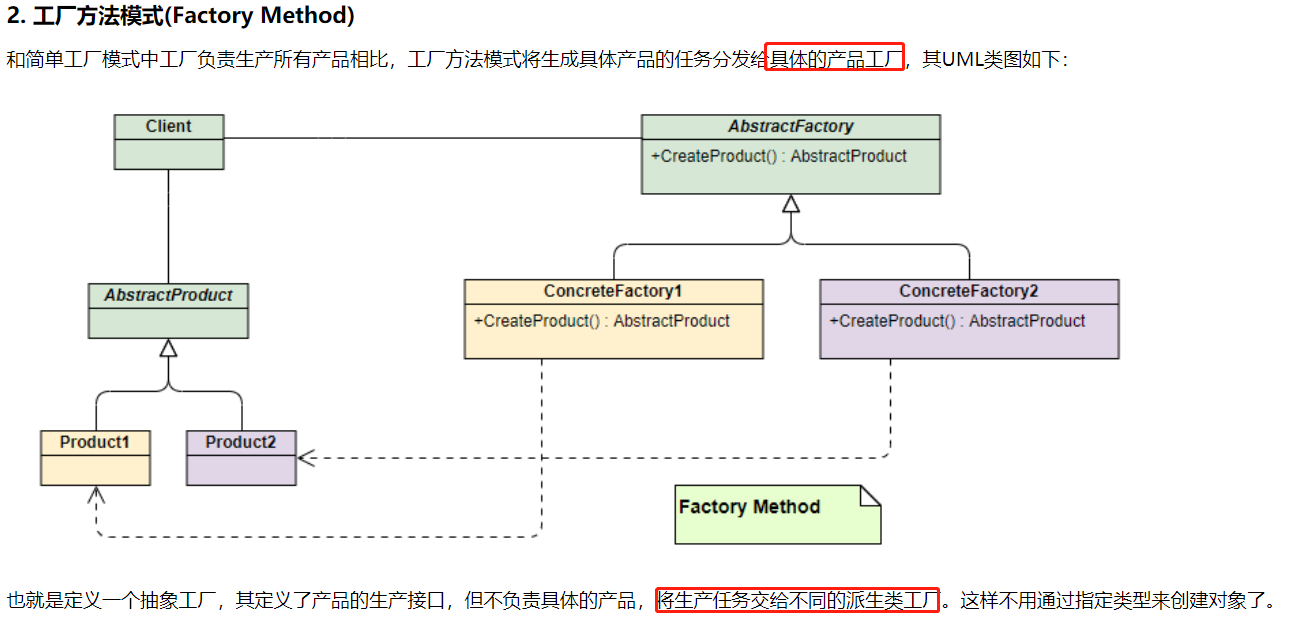 2. 工厂方法模式(Factory Method)
和简单工厂模式中工厂负责生产所有产品相比，工厂方法模式将生成具体产品的任务分发给具体的产品工厂，其UML类图如下：
Client
AbstractFactory
+CreateProduct() : AbstractProduct
AbstractProduct
ConcreteFactory1
+CreateProduct() : AbstractProduct
ConcreteFactory2
+CreateProduct() : AbstractProduct
Product1
Product2
Factory Method
也就是定义一个抽象工厂，其定义了产品的生产接口，但不负责具体的产品，将生产任务交给不同的派生类工厂。这样不用通过指定类型来创建对象了。